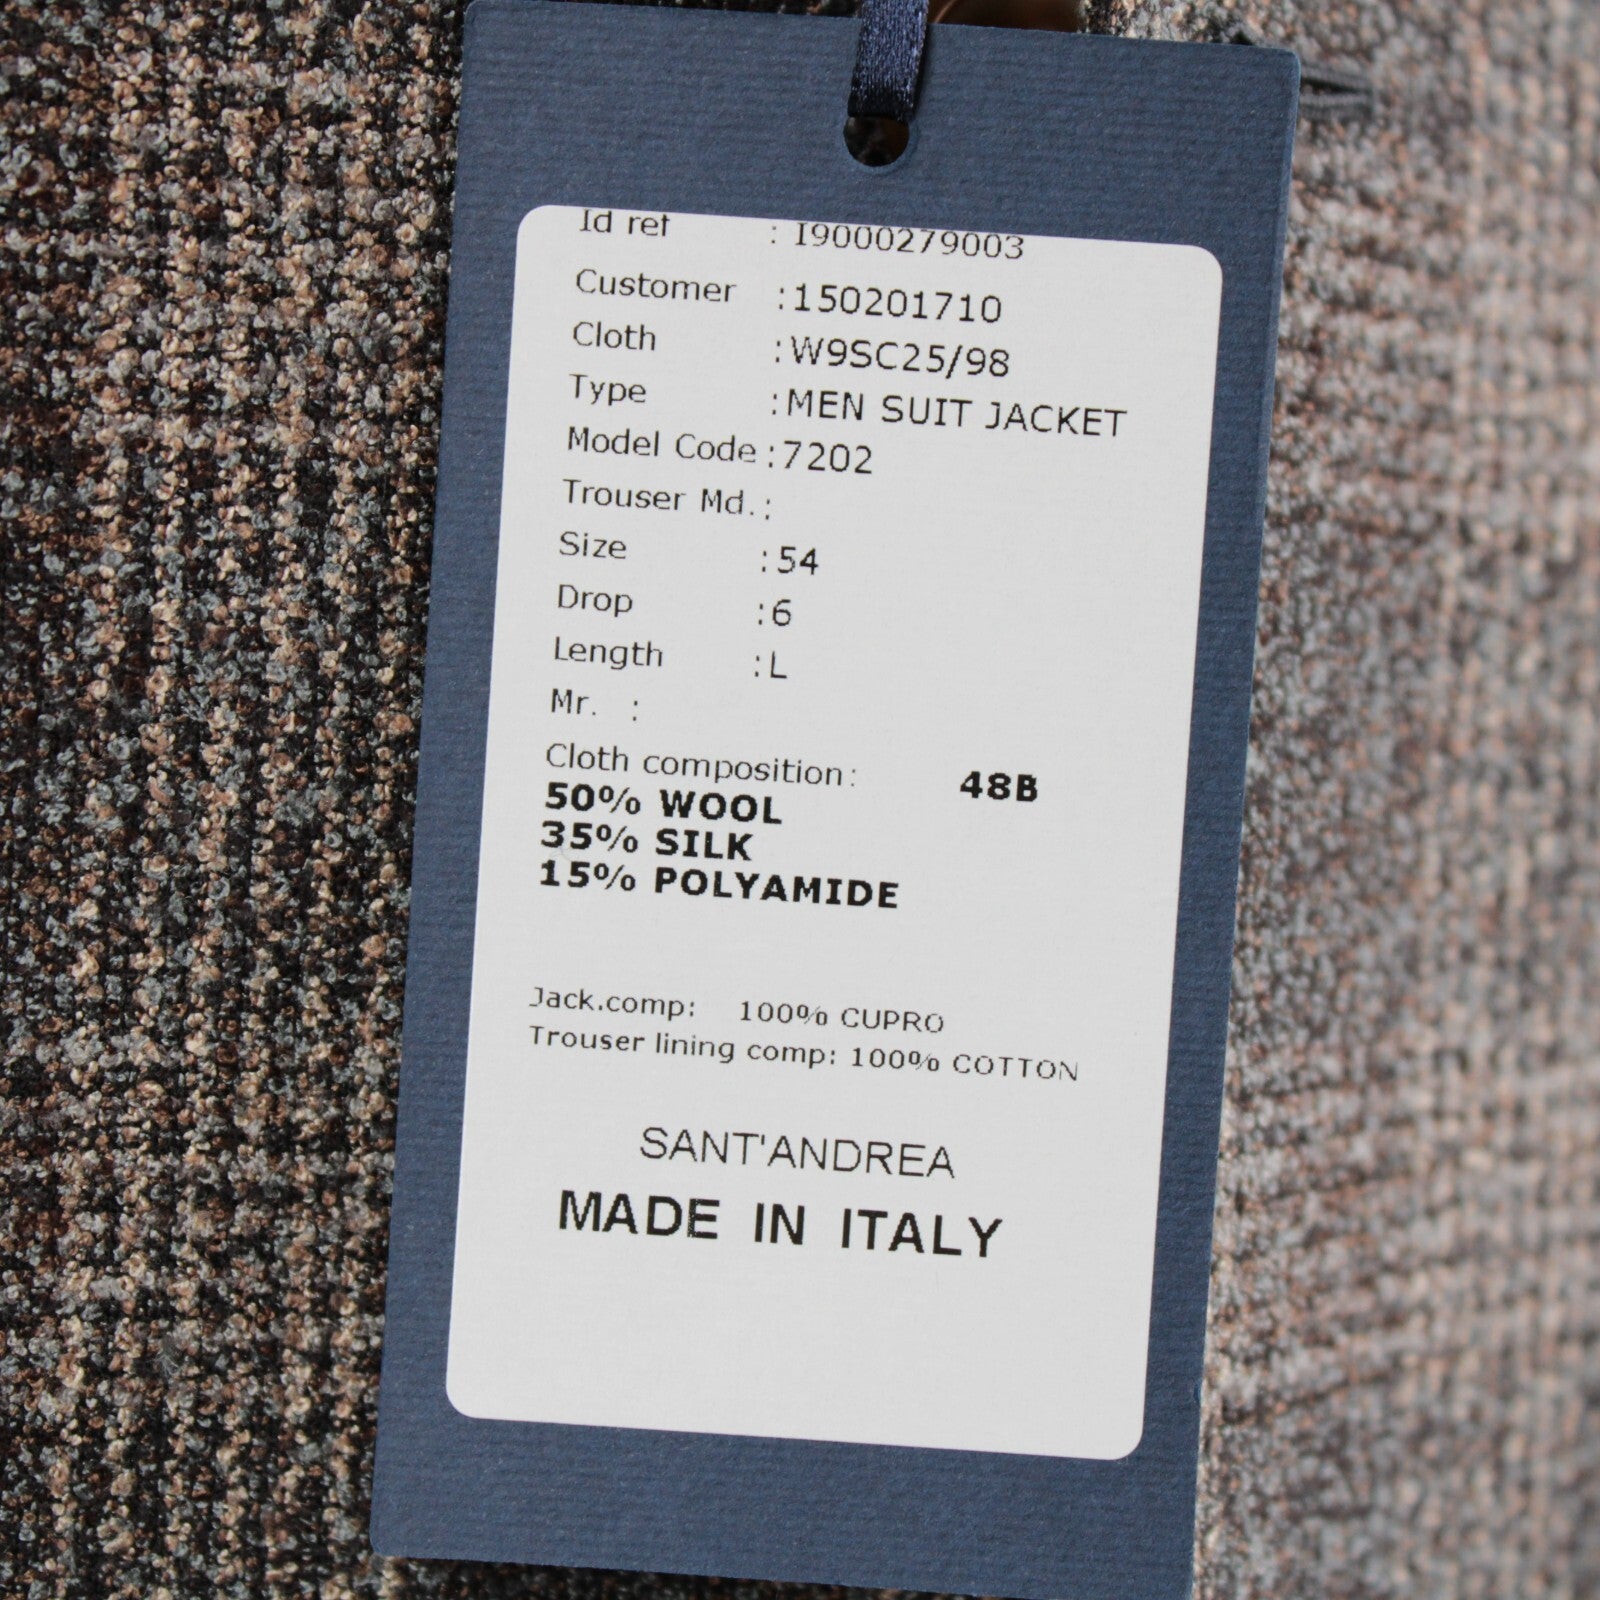 Id ref : I9000279003
Customer :150201710
Cloth :W9SC25/98
Type :MEN SUIT JACKET
Model Code :7202
Trouser Md. :
Size :54
Drop :6
Length :L
Mr. :
Cloth composition: 48B
50% WOOL
35% SILK
15% POLYAMIDE
Jack.comp: 100% CUPRO
Trouser lining comp: 100% COTTON
SANT'ANDREA
MADE IN ITALY